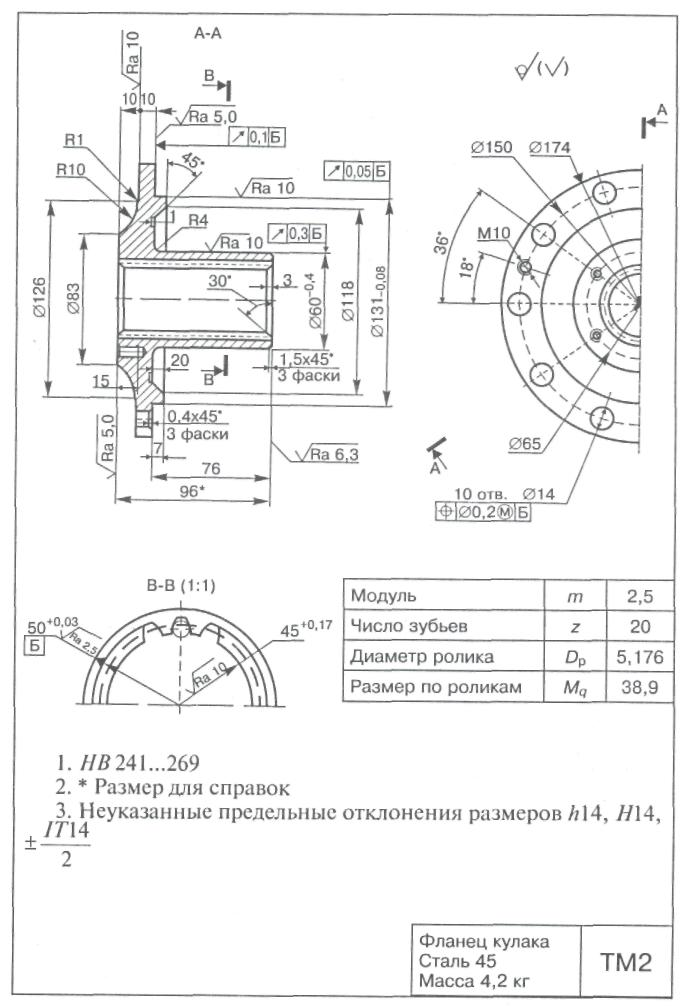 А-А
Ra 10
В
10 10
Ra 5,0
↗ 0,1 Б
R1
R10
45°
↗ 0,05 Б
Ra 10
1
R4
Ra 10
↗ 0,3 Б
30°
3
Ø126
Ø83
Ø60-0,4
Ø118
Ø131-0,08
20
В
15
1,5x45°
3 фаски
0,4x45°
3 фаски
Ra 5,0
7
Ra 6,3
76
96*
(√)
А
Ø150
Ø174
36°
М10
18°
Ø65
А
10 отв. Ø14
⌖ Ø0,2 Ⓜ Б
В-В (1:1)
50+0,03
Б
Ra 2,5
45+0,17
Ra 10
Модуль m 2,5
Число зубьев z 20
Диаметр ролика Dр 5,176
Размер по роликам Mq 38,9
1. HB 241...269
2. * Размер для справок
3. Неуказанные предельные отклонения размеров h14, H14,
± IT14
2
Фланец кулака
Сталь 45
Масса 4,2 кг
ТМ2